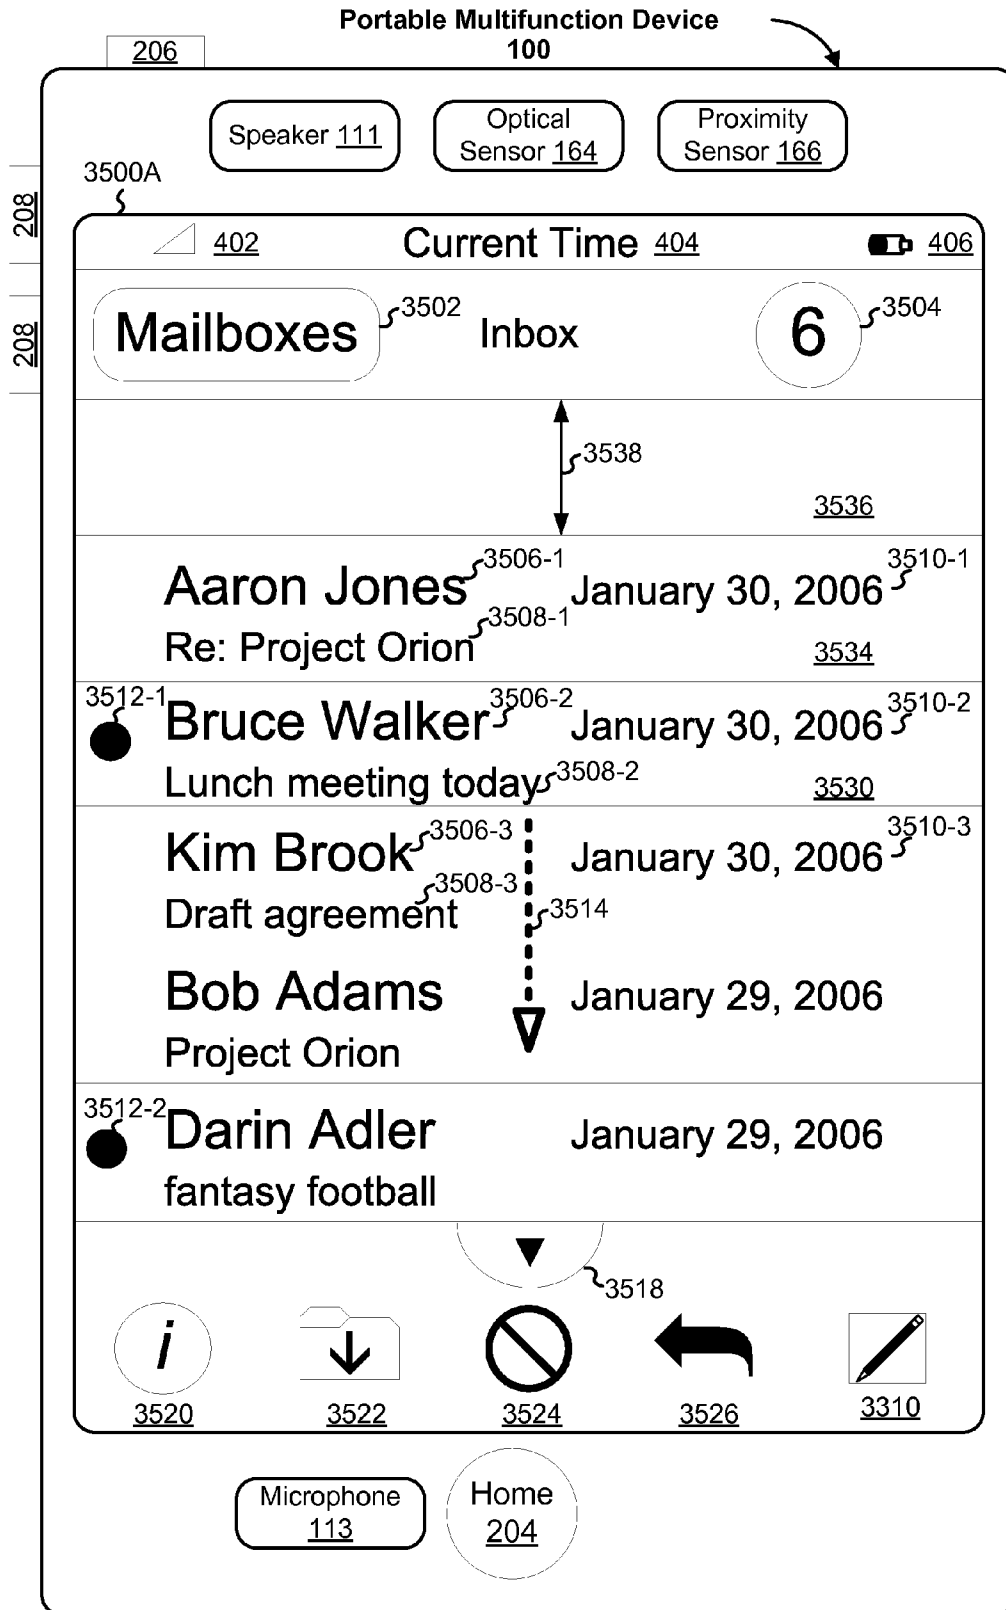 Portable Multifunction Device
100
206
Speaker 111
Optical
Sensor 164
Proximity
Sensor 166
3500A
208
208
402
Current Time 404
406
Mailboxes
3502
Inbox
6
3504
3538
3536
Aaron Jones
3506-1
January 30, 2006
3510-1
Re: Project Orion
3508-1
3534
3512-1
Bruce Walker
3506-2
January 30, 2006
3510-2
Lunch meeting today
3508-2
3530
Kim Brook
3506-3
January 30, 2006
3510-3
Draft agreement
3508-3
3514
Bob Adams
January 29, 2006
Project Orion
3512-2
Darin Adler
January 29, 2006
fantasy football
3518
i
3520
3522
3524
3526
3310
Microphone
113
Home
204